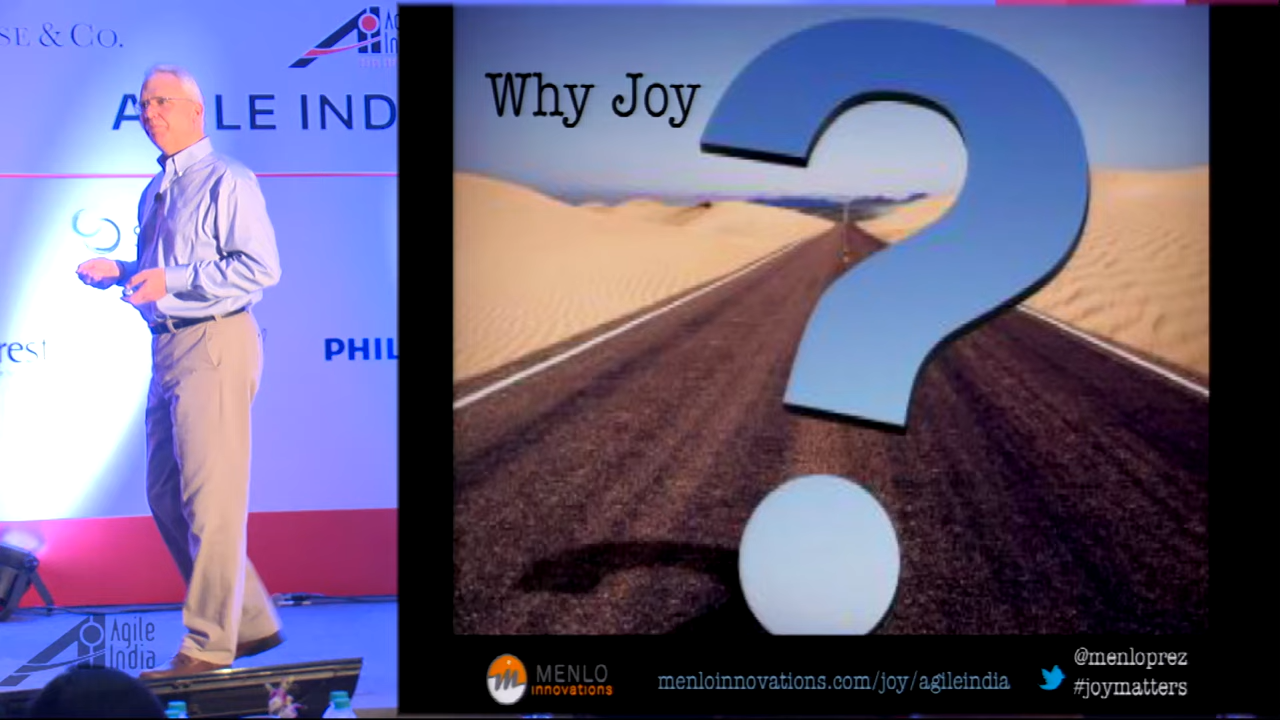 SE & CO.
AGILE IND
PHIL
Agile
India
Why Joy
?
MENLO
innovations
menloinnovations.com/joy/agileindia
@menloprez
#joymatters